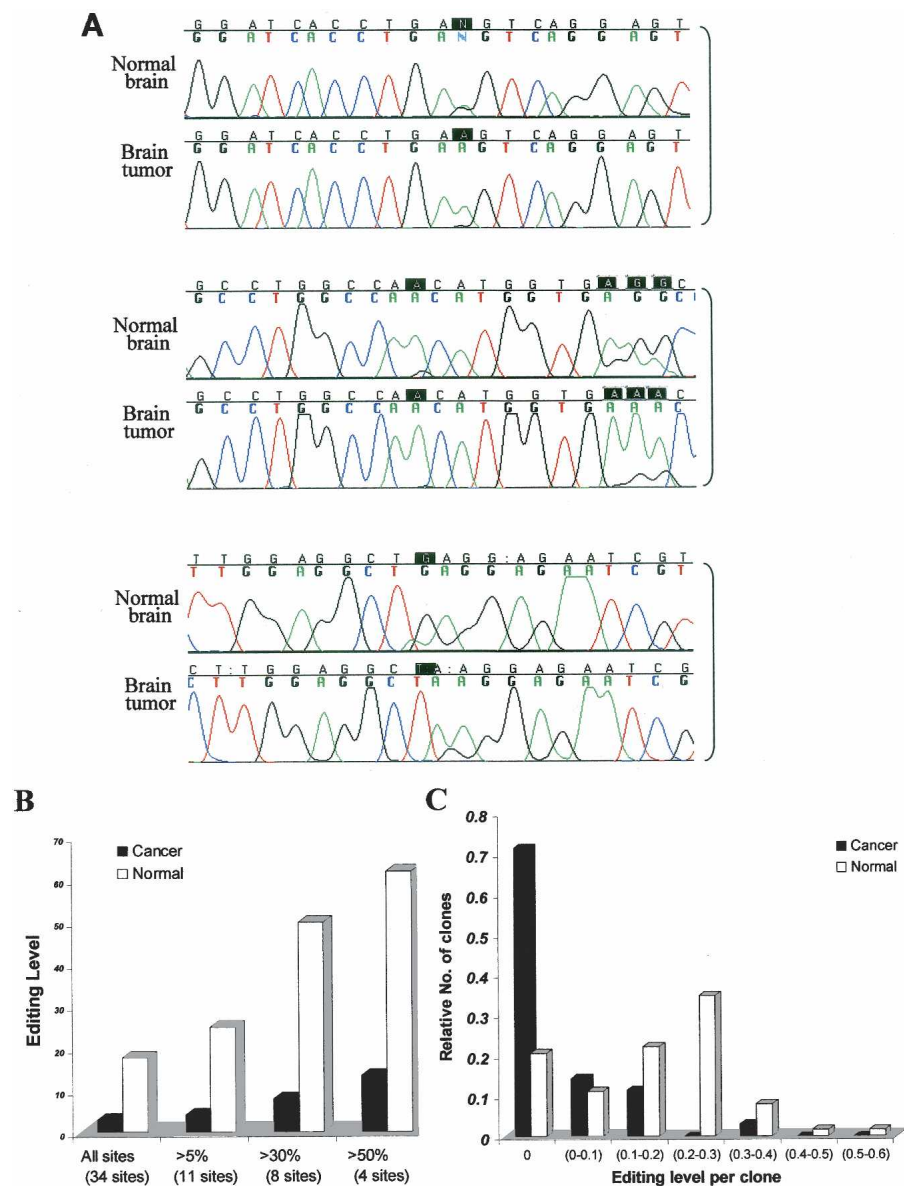 A
G G A T C A C C T G A N G T C A G G A G T
G G A T C A C C T G A N G T C A G G A G T
Normal
brain
G G A T C A C C T G A A G T C A G G A G T
G G A T C A C C T G A A G T C A G G A G T
Brain
tumor
G C C T G G C C A A C A T G G T G A G G C
G C C T G G C C A A C A T G G T G A G G C
Normal
brain
G C C T G G C C A A C A T G G T G A A A C
G C C T G G C C A A C A T G G T G A A A C
Brain
tumor
T T G G A G G C T G A G G : A G A A T C G T
T T G G A G G C T G A G G A G A A T C G T
Normal
brain
C T : T G G A G G C T A : A G G A G A A T C G
C T T G G A G G C T A A G G A G A A T C G
Brain
tumor
B
Cancer
Normal
Editing Level
70
60
50
40
30
20
10
0
All sites >5% >30% >50%
(34 sites) (11 sites) (8 sites) (4 sites)
C
Cancer
Normal
Relative No. of clones
0.8
0.7
0.6
0.5
0.4
0.3
0.2
0.1
0
0 (0-0.1) (0.1-0.2) (0.2-0.3) (0.3-0.4) (0.4-0.5) (0.5-0.6)
Editing level per clone